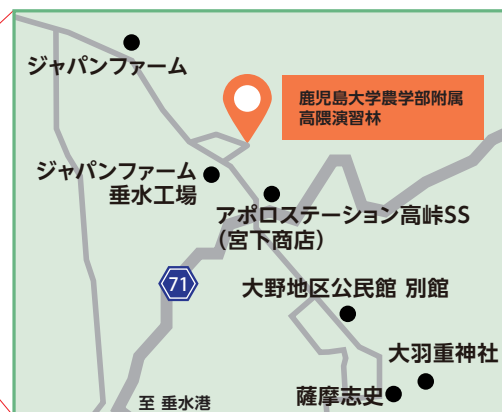 ジャパンファーム
鹿児島大学農学部附属
高隈演習林
ジャパンファーム
垂水工場
アポロステーション高峠SS
（宮下商店）
71
大野地区公民館 別館
大羽重神社
薩摩志史
至 垂水港